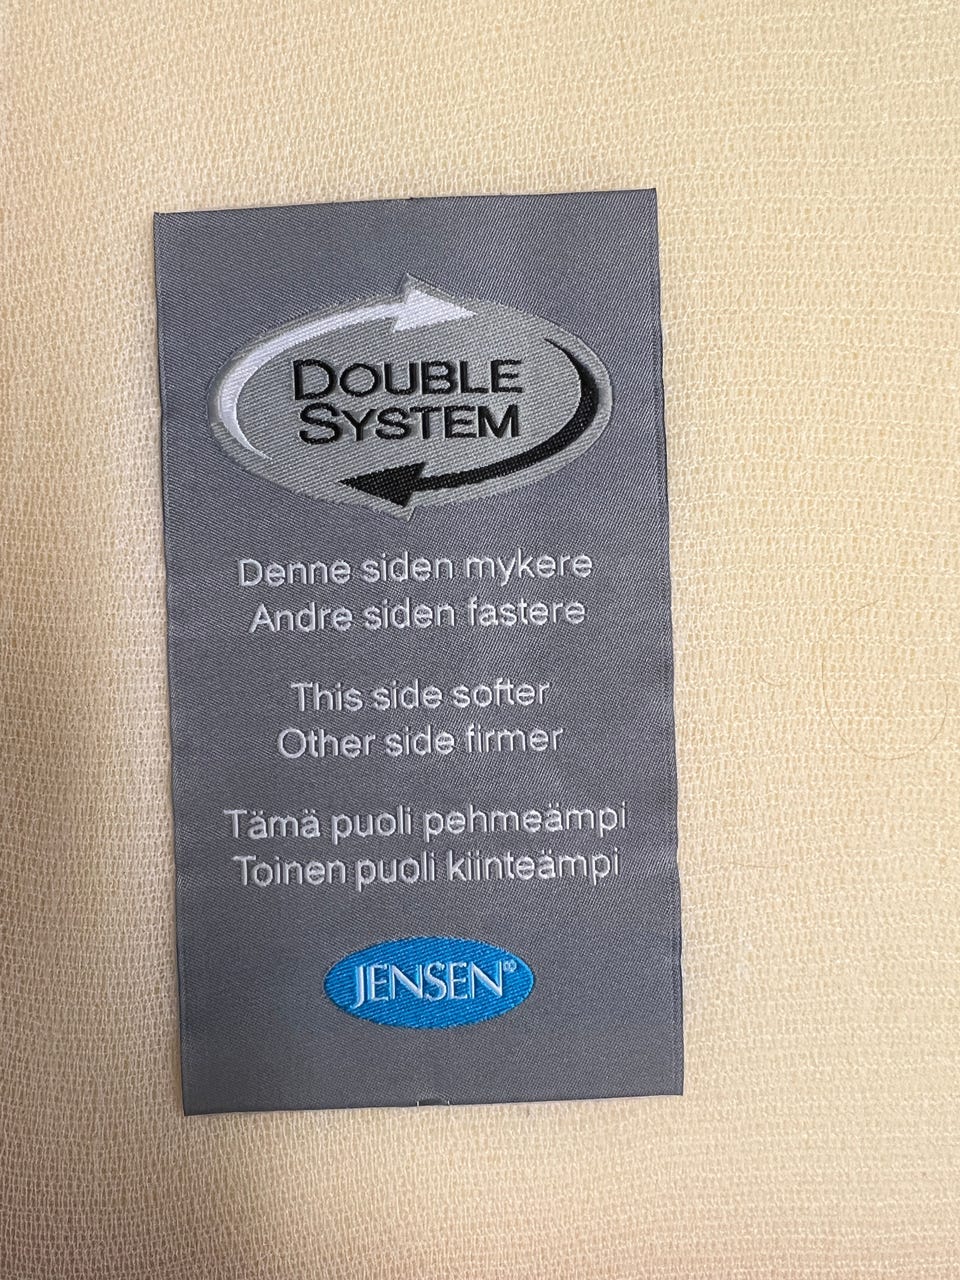 DOUBLE
SYSTEM
Denne siden mykere
Andre siden fastere
This side softer
Other side firmer
Tämä puoli pehmeämpi
Toinen puoli kiinteämpi
JENSEN®